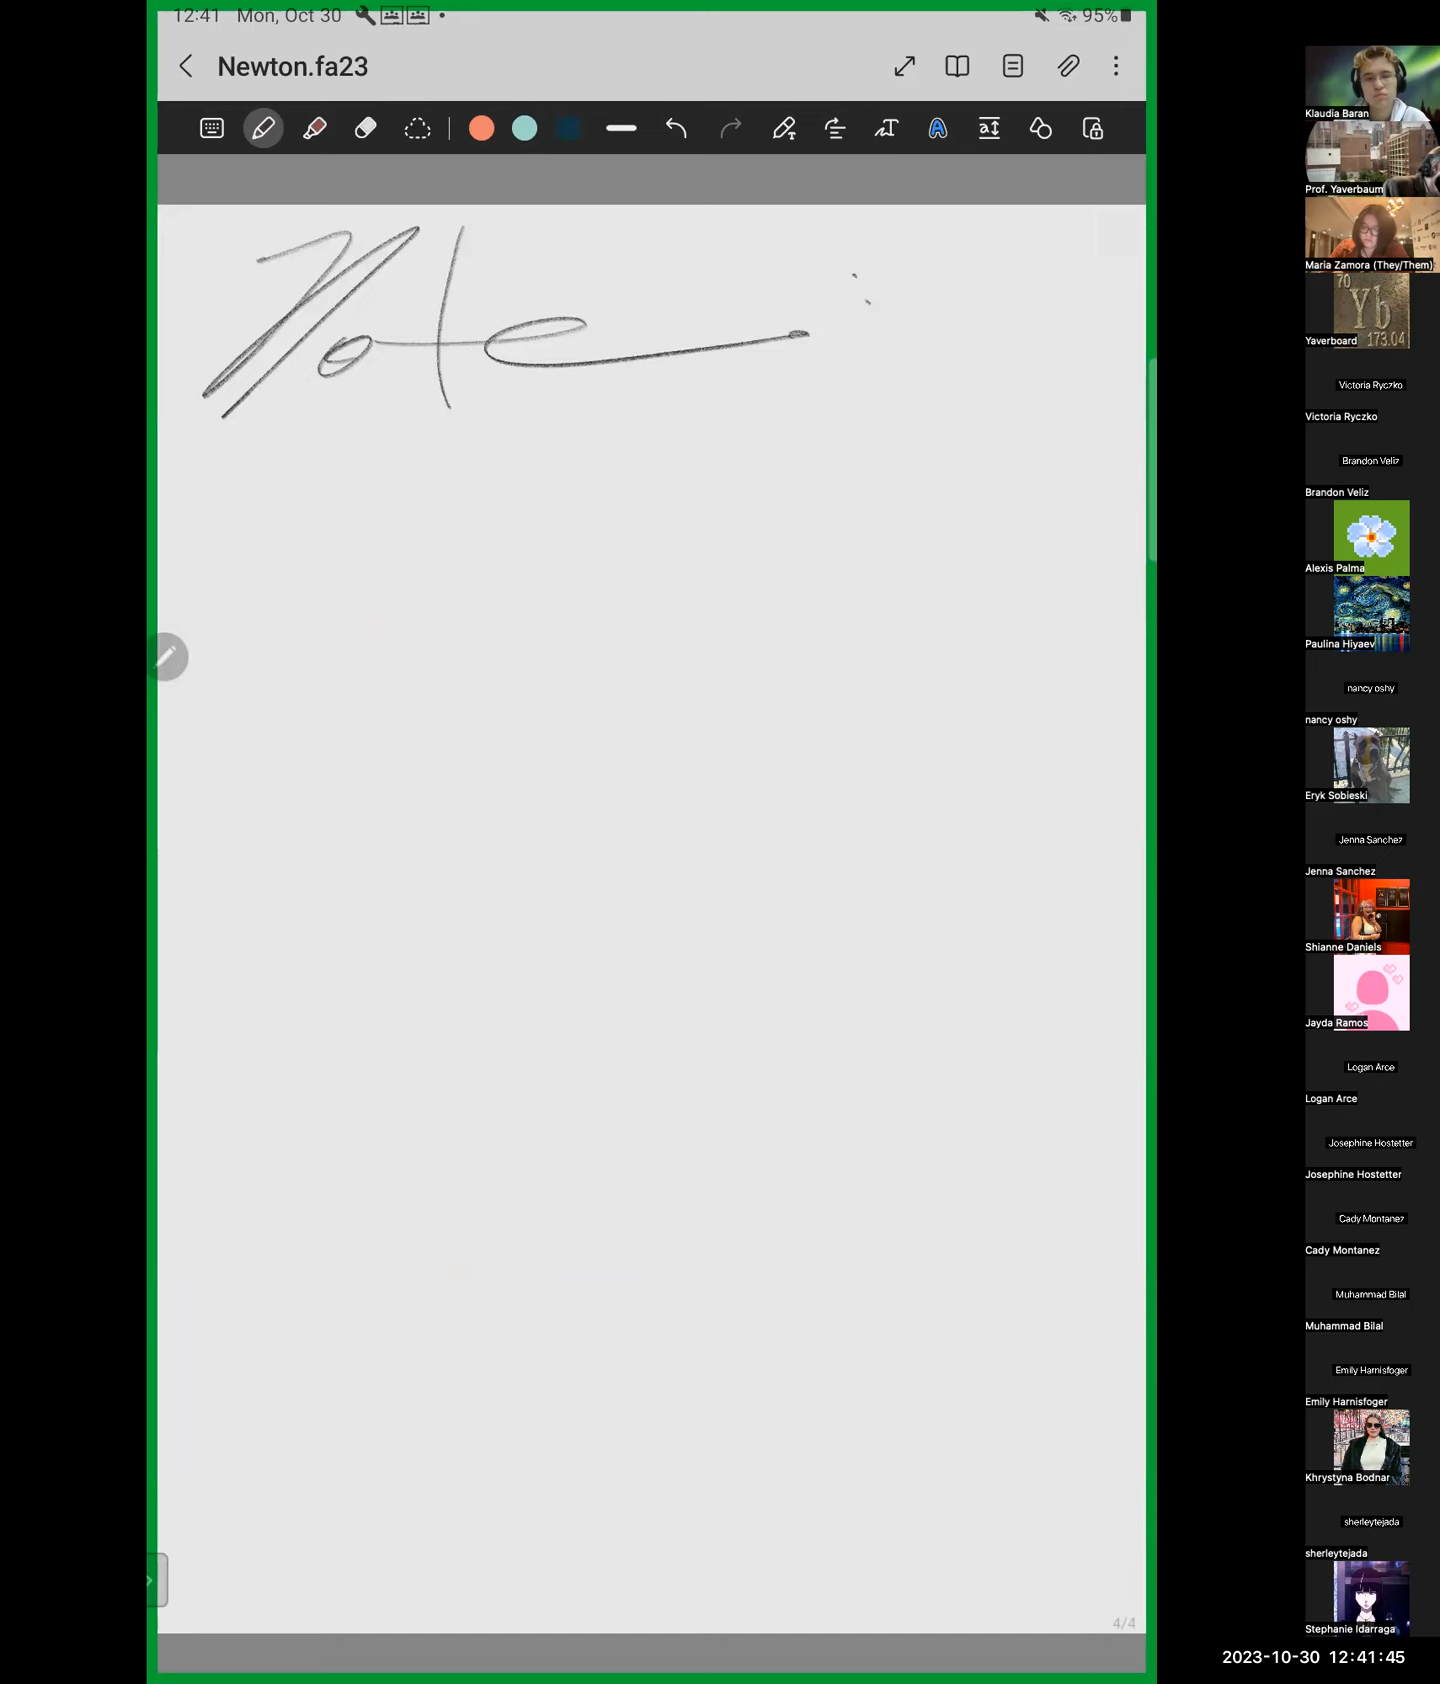 12:41 Mon, Oct 30 95%
Newton.fa23
Note :
4/4
Klaudia Baran
Prof. Yaverbaum
Maria Zamora (They/Them)
70
Yb
173.04
Yaverboard
Victoria Ryczko
Victoria Ryczko
Brandon Veliz
Brandon Veliz
Alexis Palma
Paulina Hiyaev
nancy oshy
nancy oshy
Eryk Sobieski
Jenna Sanchez
Jenna Sanchez
Shianne Daniels
Jayda Ramos
Logan Arce
Logan Arce
Josephine Hostetter
Josephine Hostetter
Cady Montanez
Cady Montanez
Muhammad Bilal
Muhammad Bilal
Emily Harnisfoger
Emily Harnisfoger
Khrystyna Bodnar
sherleytejada
sherleytejada
Stephanie Idarraga
2023-10-30 12:41:45